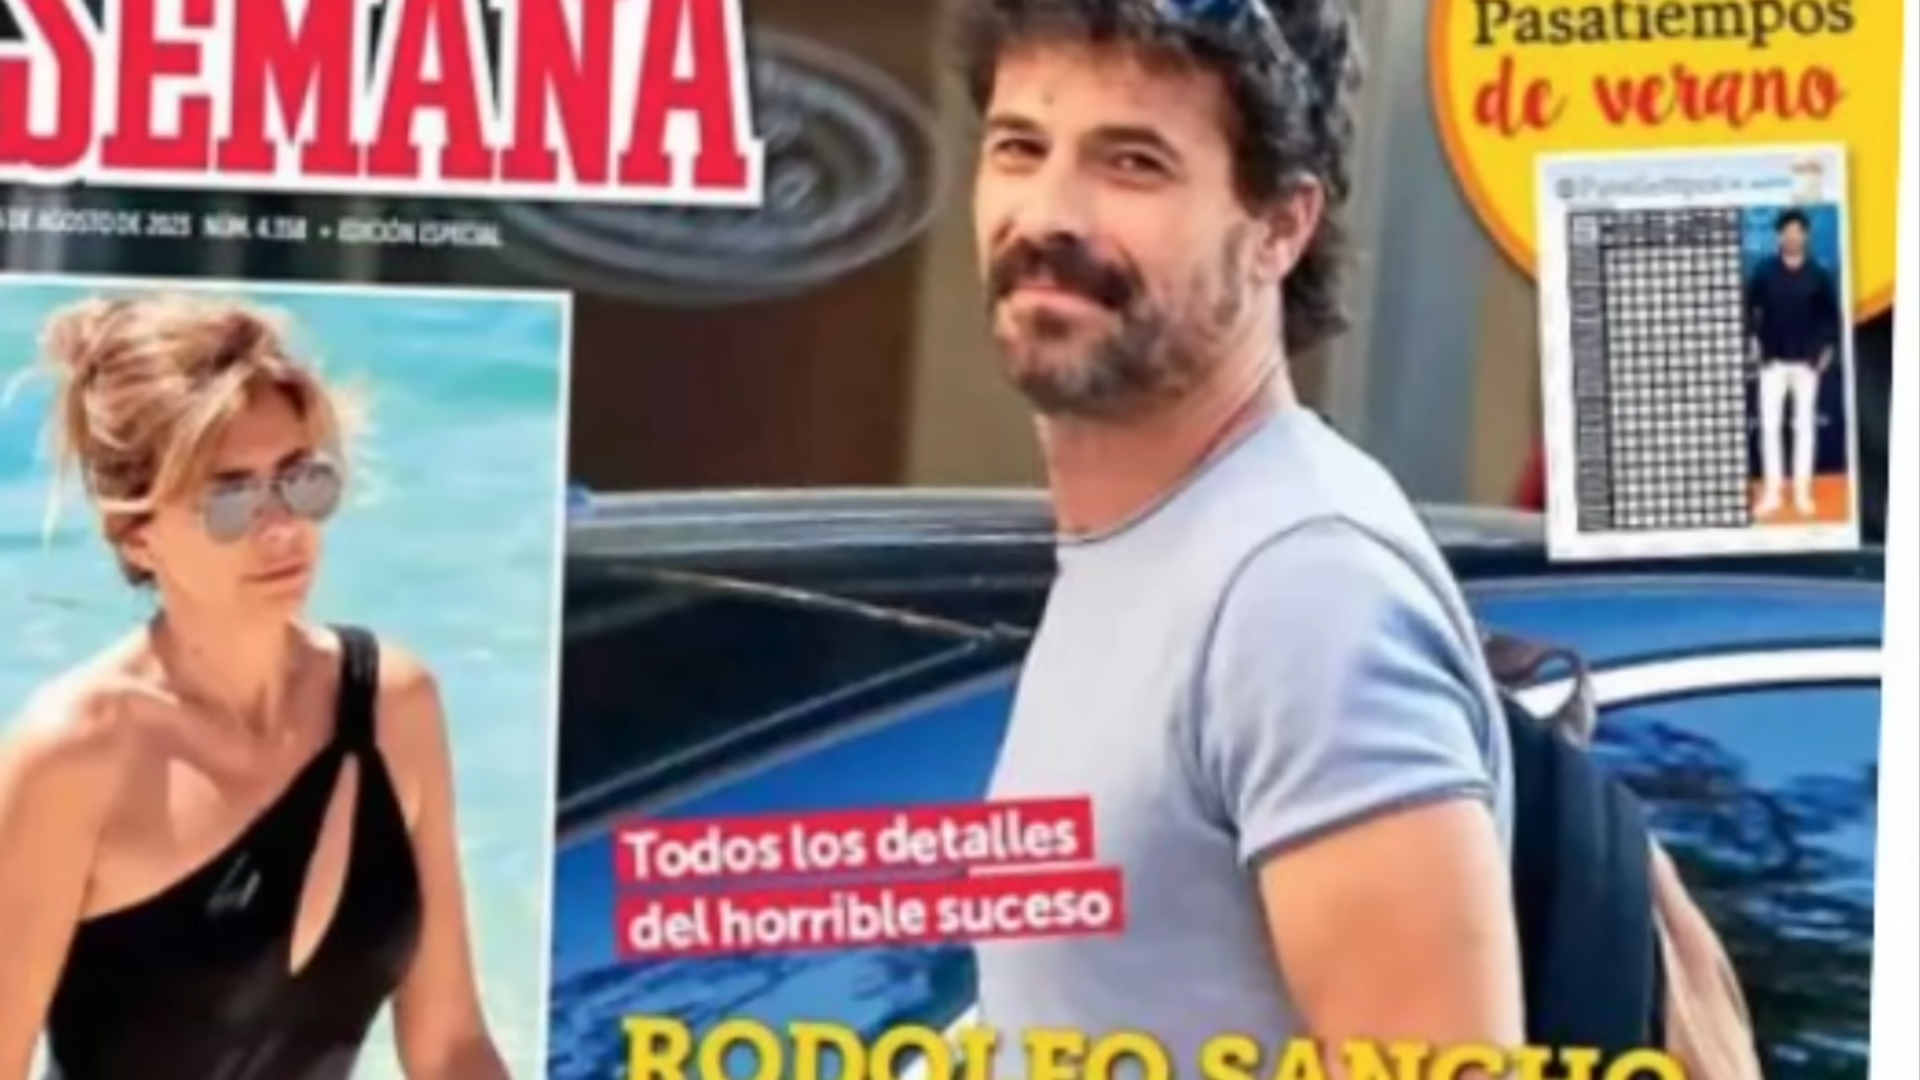 SEMANA
DE AGOSTO DE 2023 NÚM. 4.358 • EDICIÓN ESPECIAL
Pasatiempos
de verano
Todos los detalles
del horrible suceso
RODOLFO SANCHO